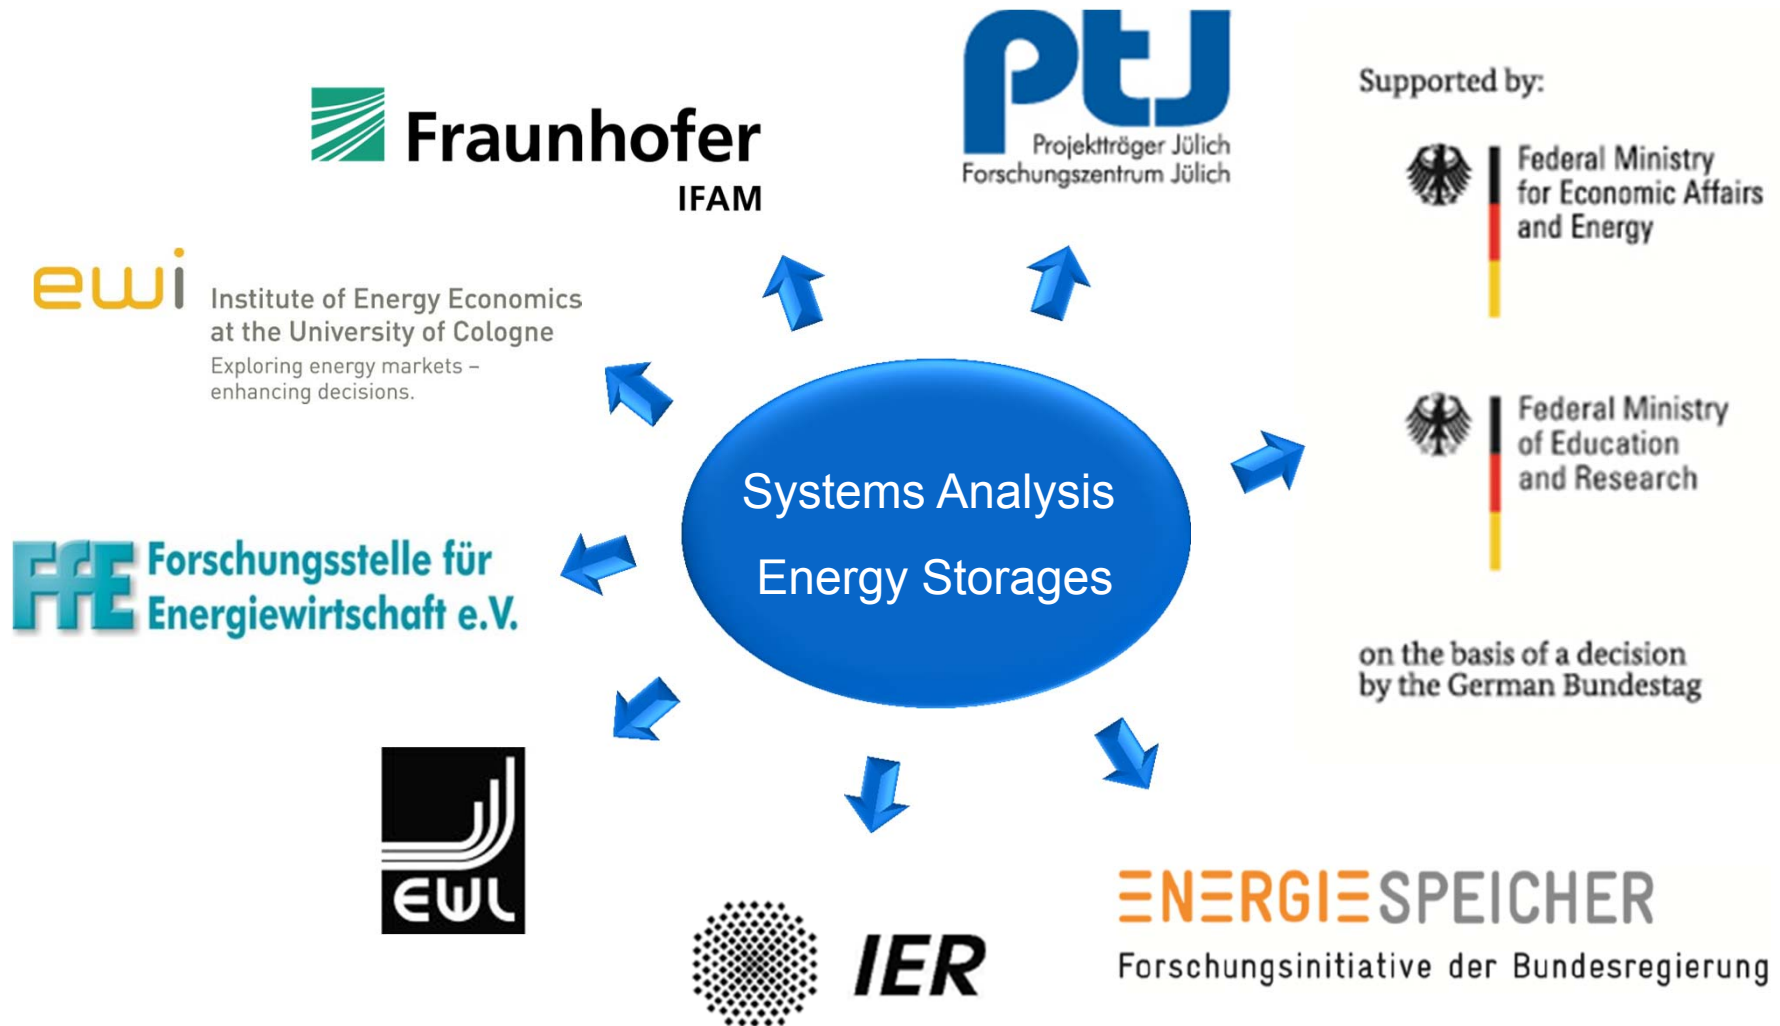 ptJ
Projektträger Jülich
Forschungszentrum Jülich
Supported by:
Federal Ministry
for Economic Affairs
and Energy
Federal Ministry
of Education
and Research
on the basis of a decision
by the German Bundestag
Fraunhofer
IFAM
ewi
Institute of Energy Economics
at the University of Cologne
Exploring energy markets –
enhancing decisions.
Systems Analysis
Energy Storages
FfE
Forschungsstelle für
Energiewirtschaft e.V.
EWL
IER
ENERGIESPEICHER
Forschungsinitiative der Bundesregierung